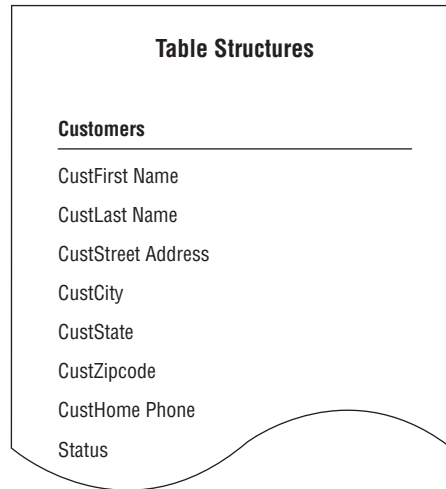 Table Structures
Customers
CustFirst Name
CustLast Name
CustStreet Address
CustCity
CustState
CustZipcode
CustHome Phone
Status